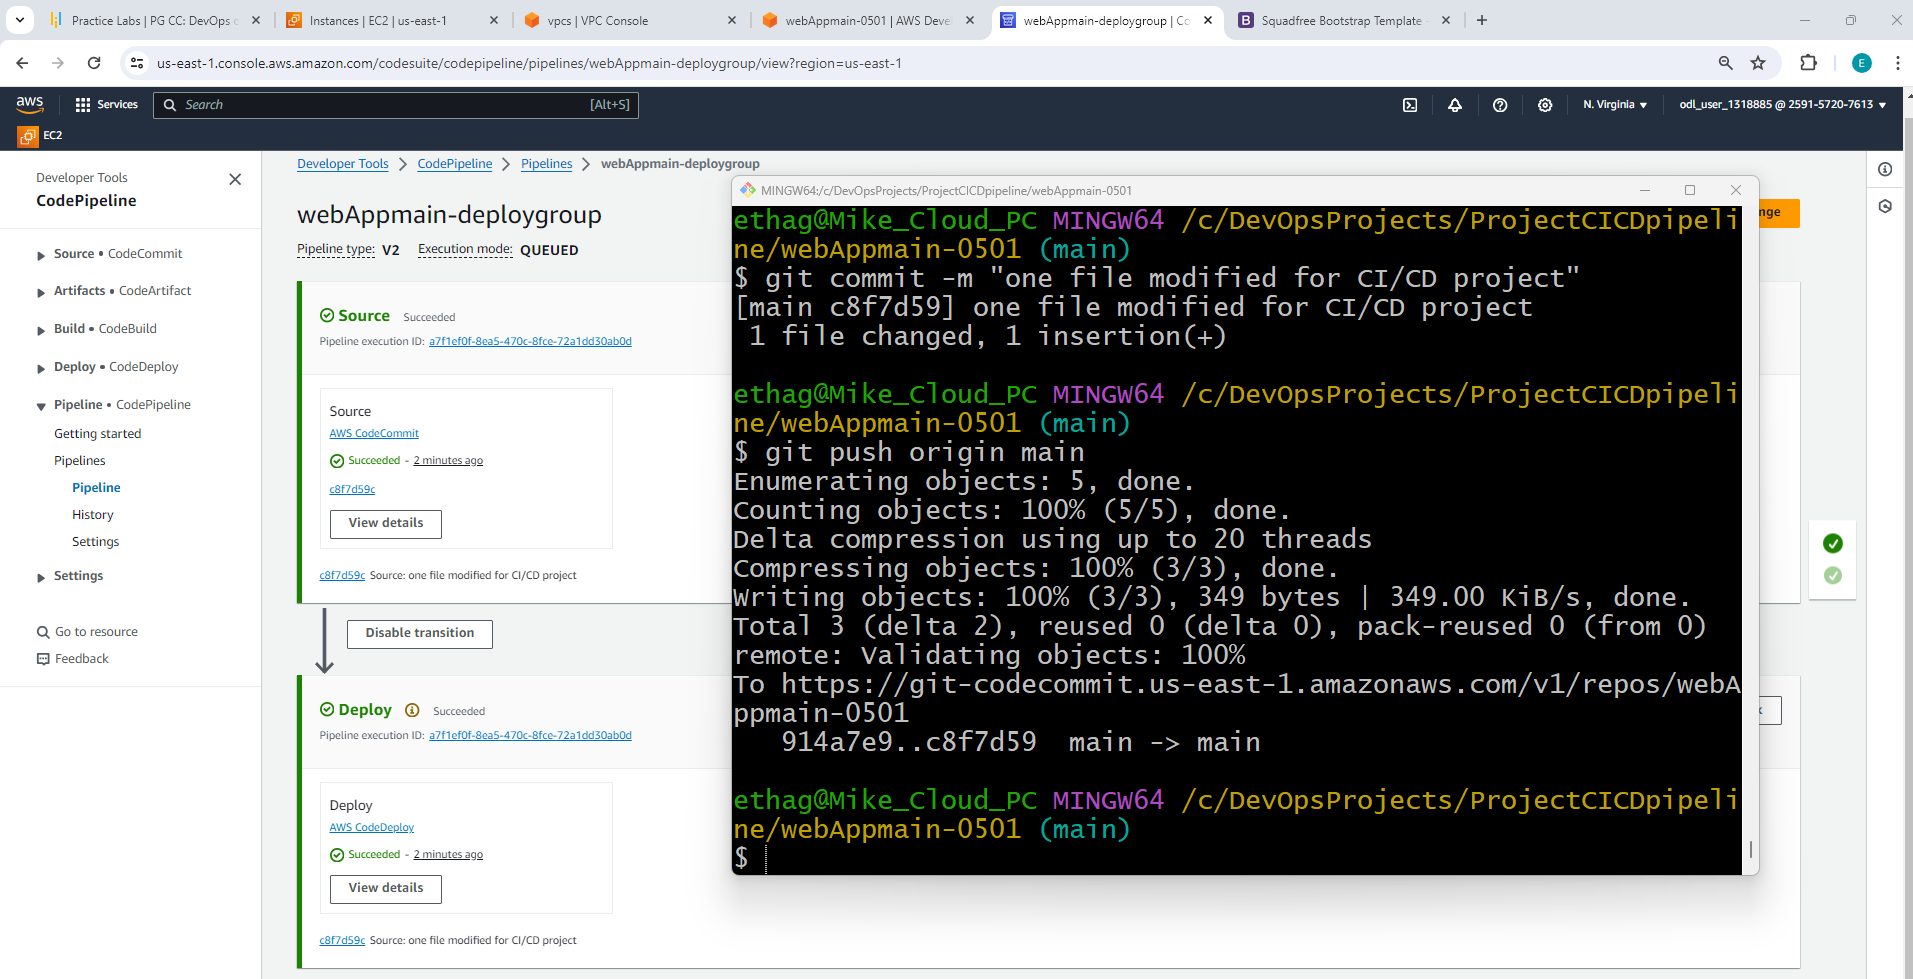 Practice Labs | PG CC: DevOps c
Instances | EC2 | us-east-1
vpcs | VPC Console
webAppmain-0501 | AWS Deve
webAppmain-deploygroup | Co
Squadfree Bootstrap Template
us-east-1.console.aws.amazon.com/codesuite/codepipeline/pipelines/webAppmain-deploygroup/view?region=us-east-1
E
aws
Services
Search
[Alt+S]
N. Virginia
odl_user_1318885 @ 2591-5720-7613
EC2
Developer Tools
CodePipeline
Source • CodeCommit
Artifacts • CodeArtifact
Build • CodeBuild
Deploy • CodeDeploy
Pipeline • CodePipeline
Getting started
Pipelines
Pipeline
History
Settings
Settings
Go to resource
Feedback
Developer Tools > CodePipeline > Pipelines > webAppmain-deploygroup
webAppmain-deploygroup
Pipeline type: V2 Execution mode: QUEUED
nge
Source Succeeded
Pipeline execution ID: a7f1ef0f-8ea5-470c-8fce-72a1dd30ab0d
Source
AWS CodeCommit
Succeeded - 2 minutes ago
c8f7d59c
View details
c8f7d59c Source: one file modified for CI/CD project
Disable transition
Deploy Succeeded
Pipeline execution ID: a7f1ef0f-8ea5-470c-8fce-72a1dd30ab0d
Deploy
AWS CodeDeploy
Succeeded - 2 minutes ago
View details
c8f7d59c Source: one file modified for CI/CD project
MINGW64:/c/DevOpsProjects/ProjectCICDpipeline/webAppmain-0501
ethag@Mike_Cloud_PC MINGW64 /c/DevOpsProjects/ProjectCICDpipeli
ne/webAppmain-0501 (main)
$ git commit -m "one file modified for CI/CD project"
[main c8f7d59] one file modified for CI/CD project
1 file changed, 1 insertion(+)
ethag@Mike_Cloud_PC MINGW64 /c/DevOpsProjects/ProjectCICDpipeli
ne/webAppmain-0501 (main)
$ git push origin main
Enumerating objects: 5, done.
Counting objects: 100% (5/5), done.
Delta compression using up to 20 threads
Compressing objects: 100% (3/3), done.
Writing objects: 100% (3/3), 349 bytes | 349.00 KiB/s, done.
Total 3 (delta 2), reused 0 (delta 0), pack-reused 0 (from 0)
remote: Validating objects: 100%
To https://git-codecommit.us-east-1.amazonaws.com/v1/repos/webA
ppmain-0501
914a7e9..c8f7d59 main -> main
ethag@Mike_Cloud_PC MINGW64 /c/DevOpsProjects/ProjectCICDpipeli
ne/webAppmain-0501 (main)
$